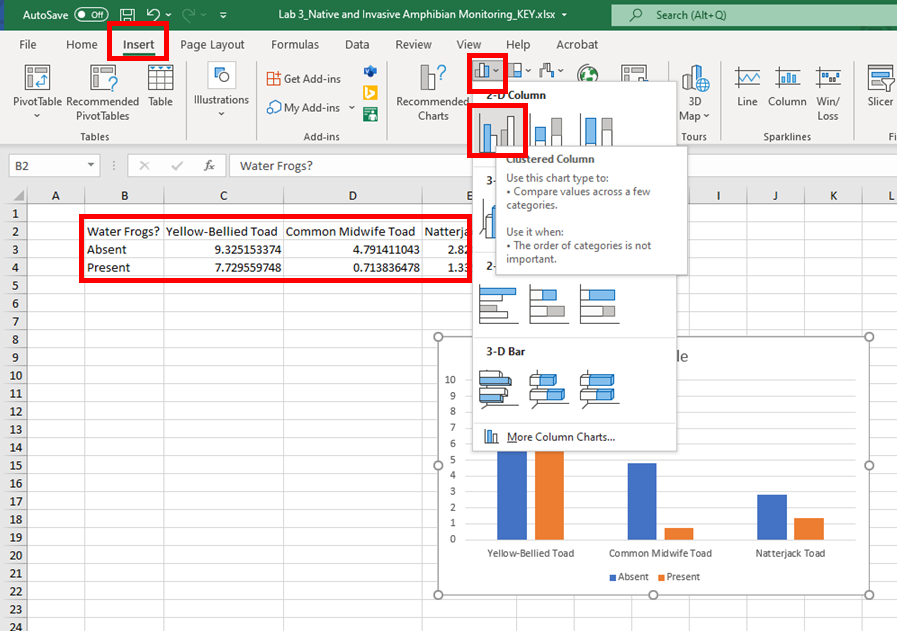 AutoSave Off Lab 3_Native and Invasive Amphibian Monitoring_KEY.xlsx Search (Alt+Q)
File Home Insert Page Layout Formulas Data Review View Help Acrobat
PivotTable
Recommended
PivotTables
Table
Tables
Illustrations
Get Add-ins
My Add-ins
Add-ins
Recommended
Charts
3D
Map
Tours
Line
Column
Win/
Loss
Sparklines
Slicer
2-D Column
Clustered Column
Use this chart type to:
• Compare values across a few
categories.
Use it when:
• The order of categories is not
important.
3-D Bar
More Column Charts...
B2 fx Water Frogs?
A B C D E I J K L
1
2 Water Frogs? Yellow-Bellied Toad Common Midwife Toad Natterja
3 Absent 9.325153374 4.791411043 2.82
4 Present 7.729559748 0.713836478 1.33
5
6
7
8
9
10
11
12
13
14
15
16
17
18
19
20
21
22
23
24
10
9
8
7
6
5
4
3
2
1
0
Yellow-Bellied Toad Common Midwife Toad Natterjack Toad
Absent Present